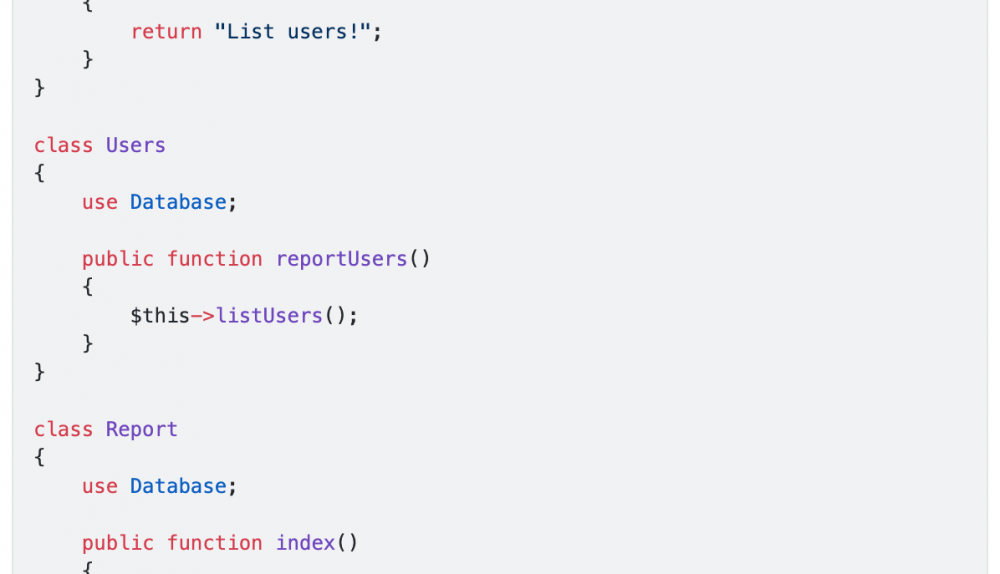 {
return "List users!";
}
}
class Users
{
use Database;
public function reportUsers()
{
$this->listUsers();
}
}
class Report
{
use Database;
public function index()
{